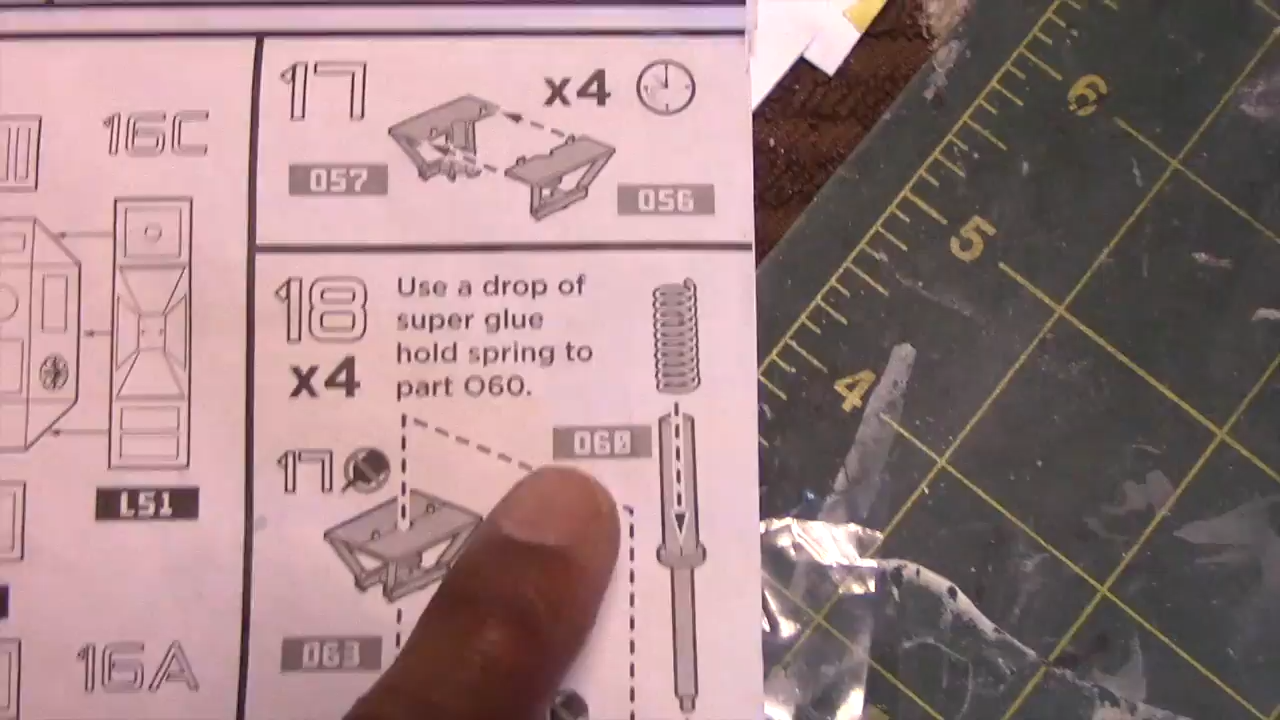 17
x4
057
056
16C
18
Use a drop of
super glue
hold spring to
part 060.
x4
060
17
L51
063
16A
6
5
4